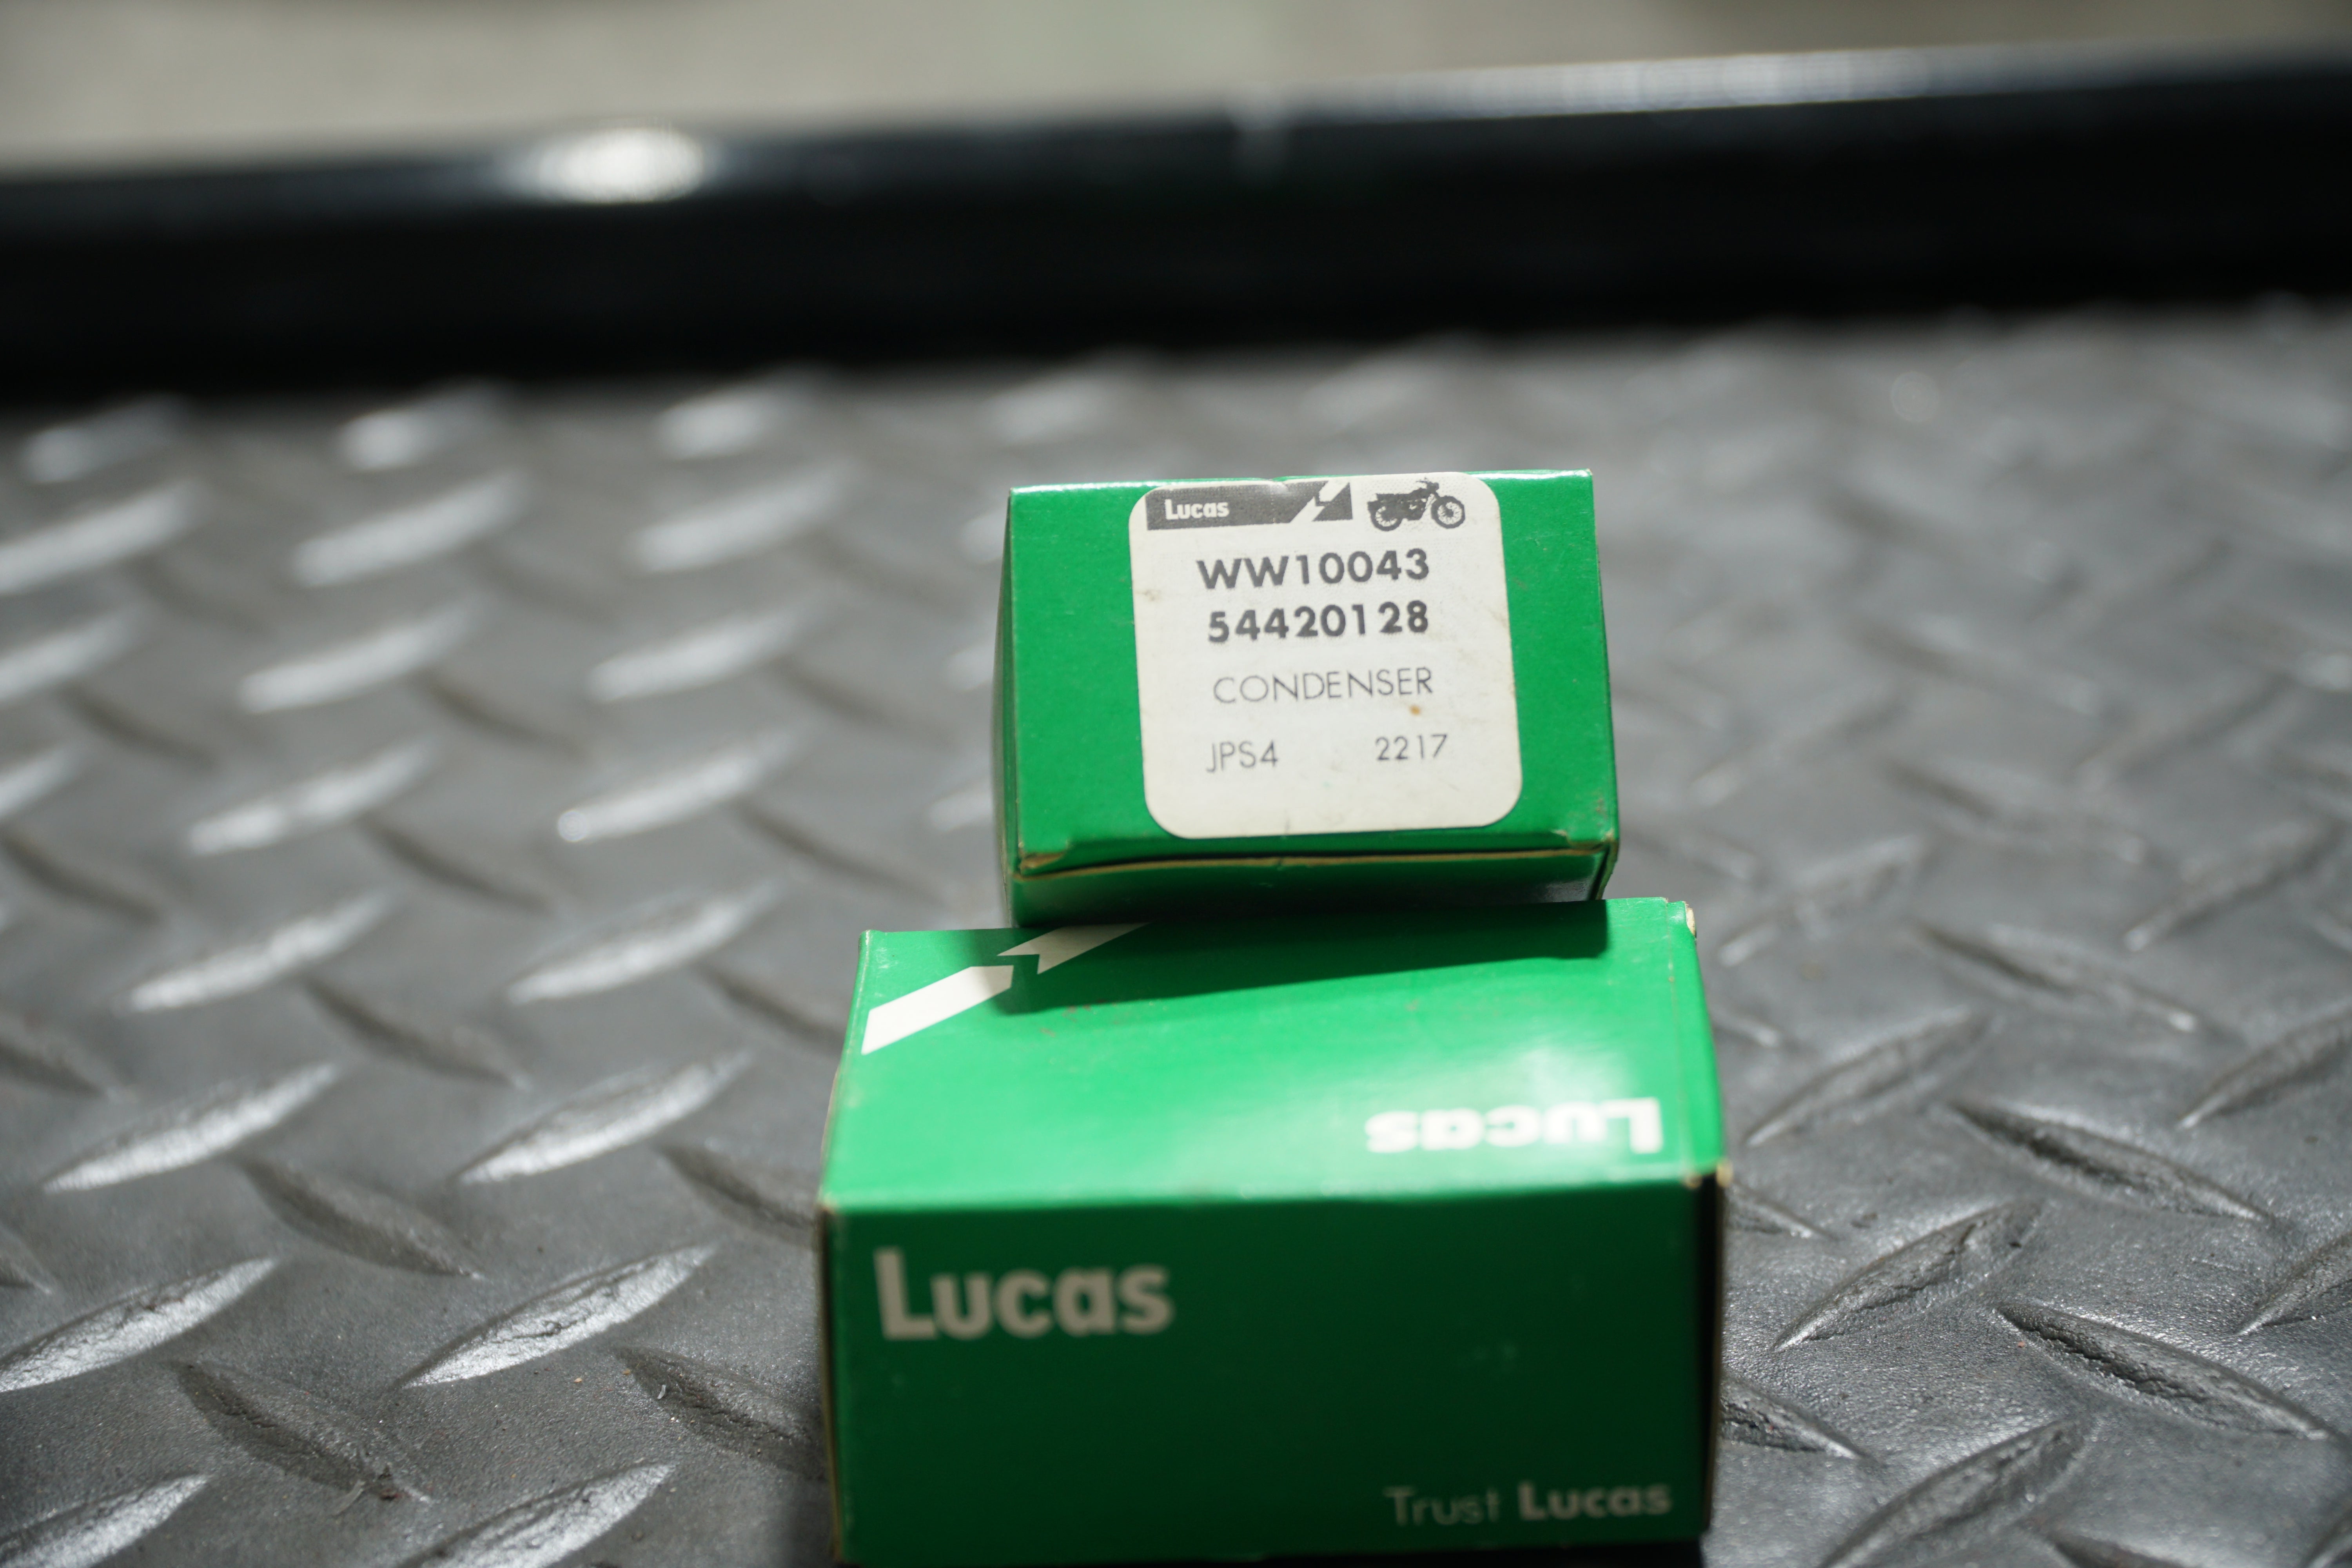 Lucas
WW10043
54420128
CONDENSER
JPS4 2217
Lucas
Lucas
Trust Lucas